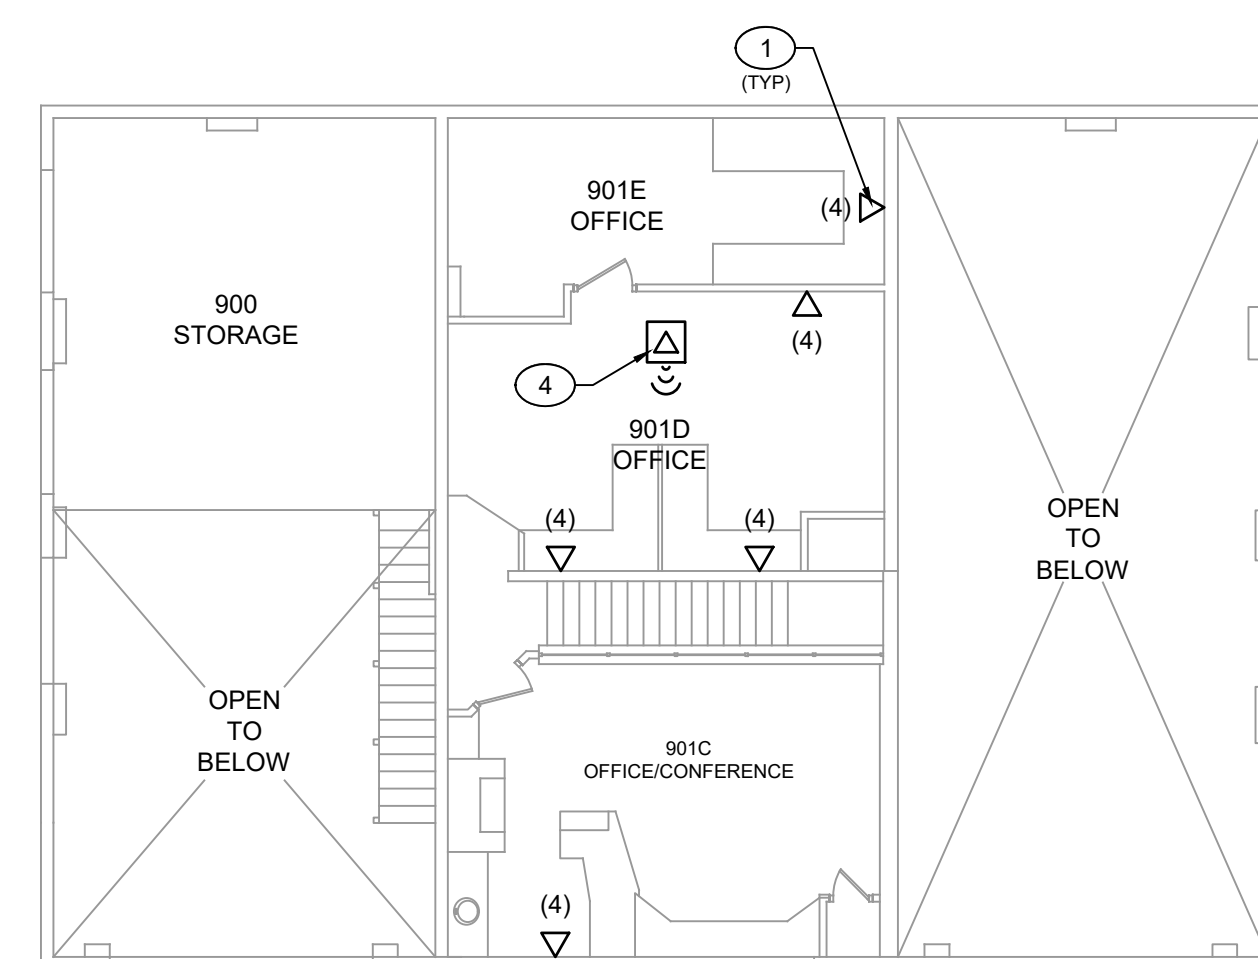 1
(TYP)
901E
OFFICE
(4)
900
STORAGE
(4)
4
901D
OFFICE
(4)
(4)
OPEN
TO
BELOW
OPEN
TO
BELOW
901C
OFFICE/CONFERENCE
(4)